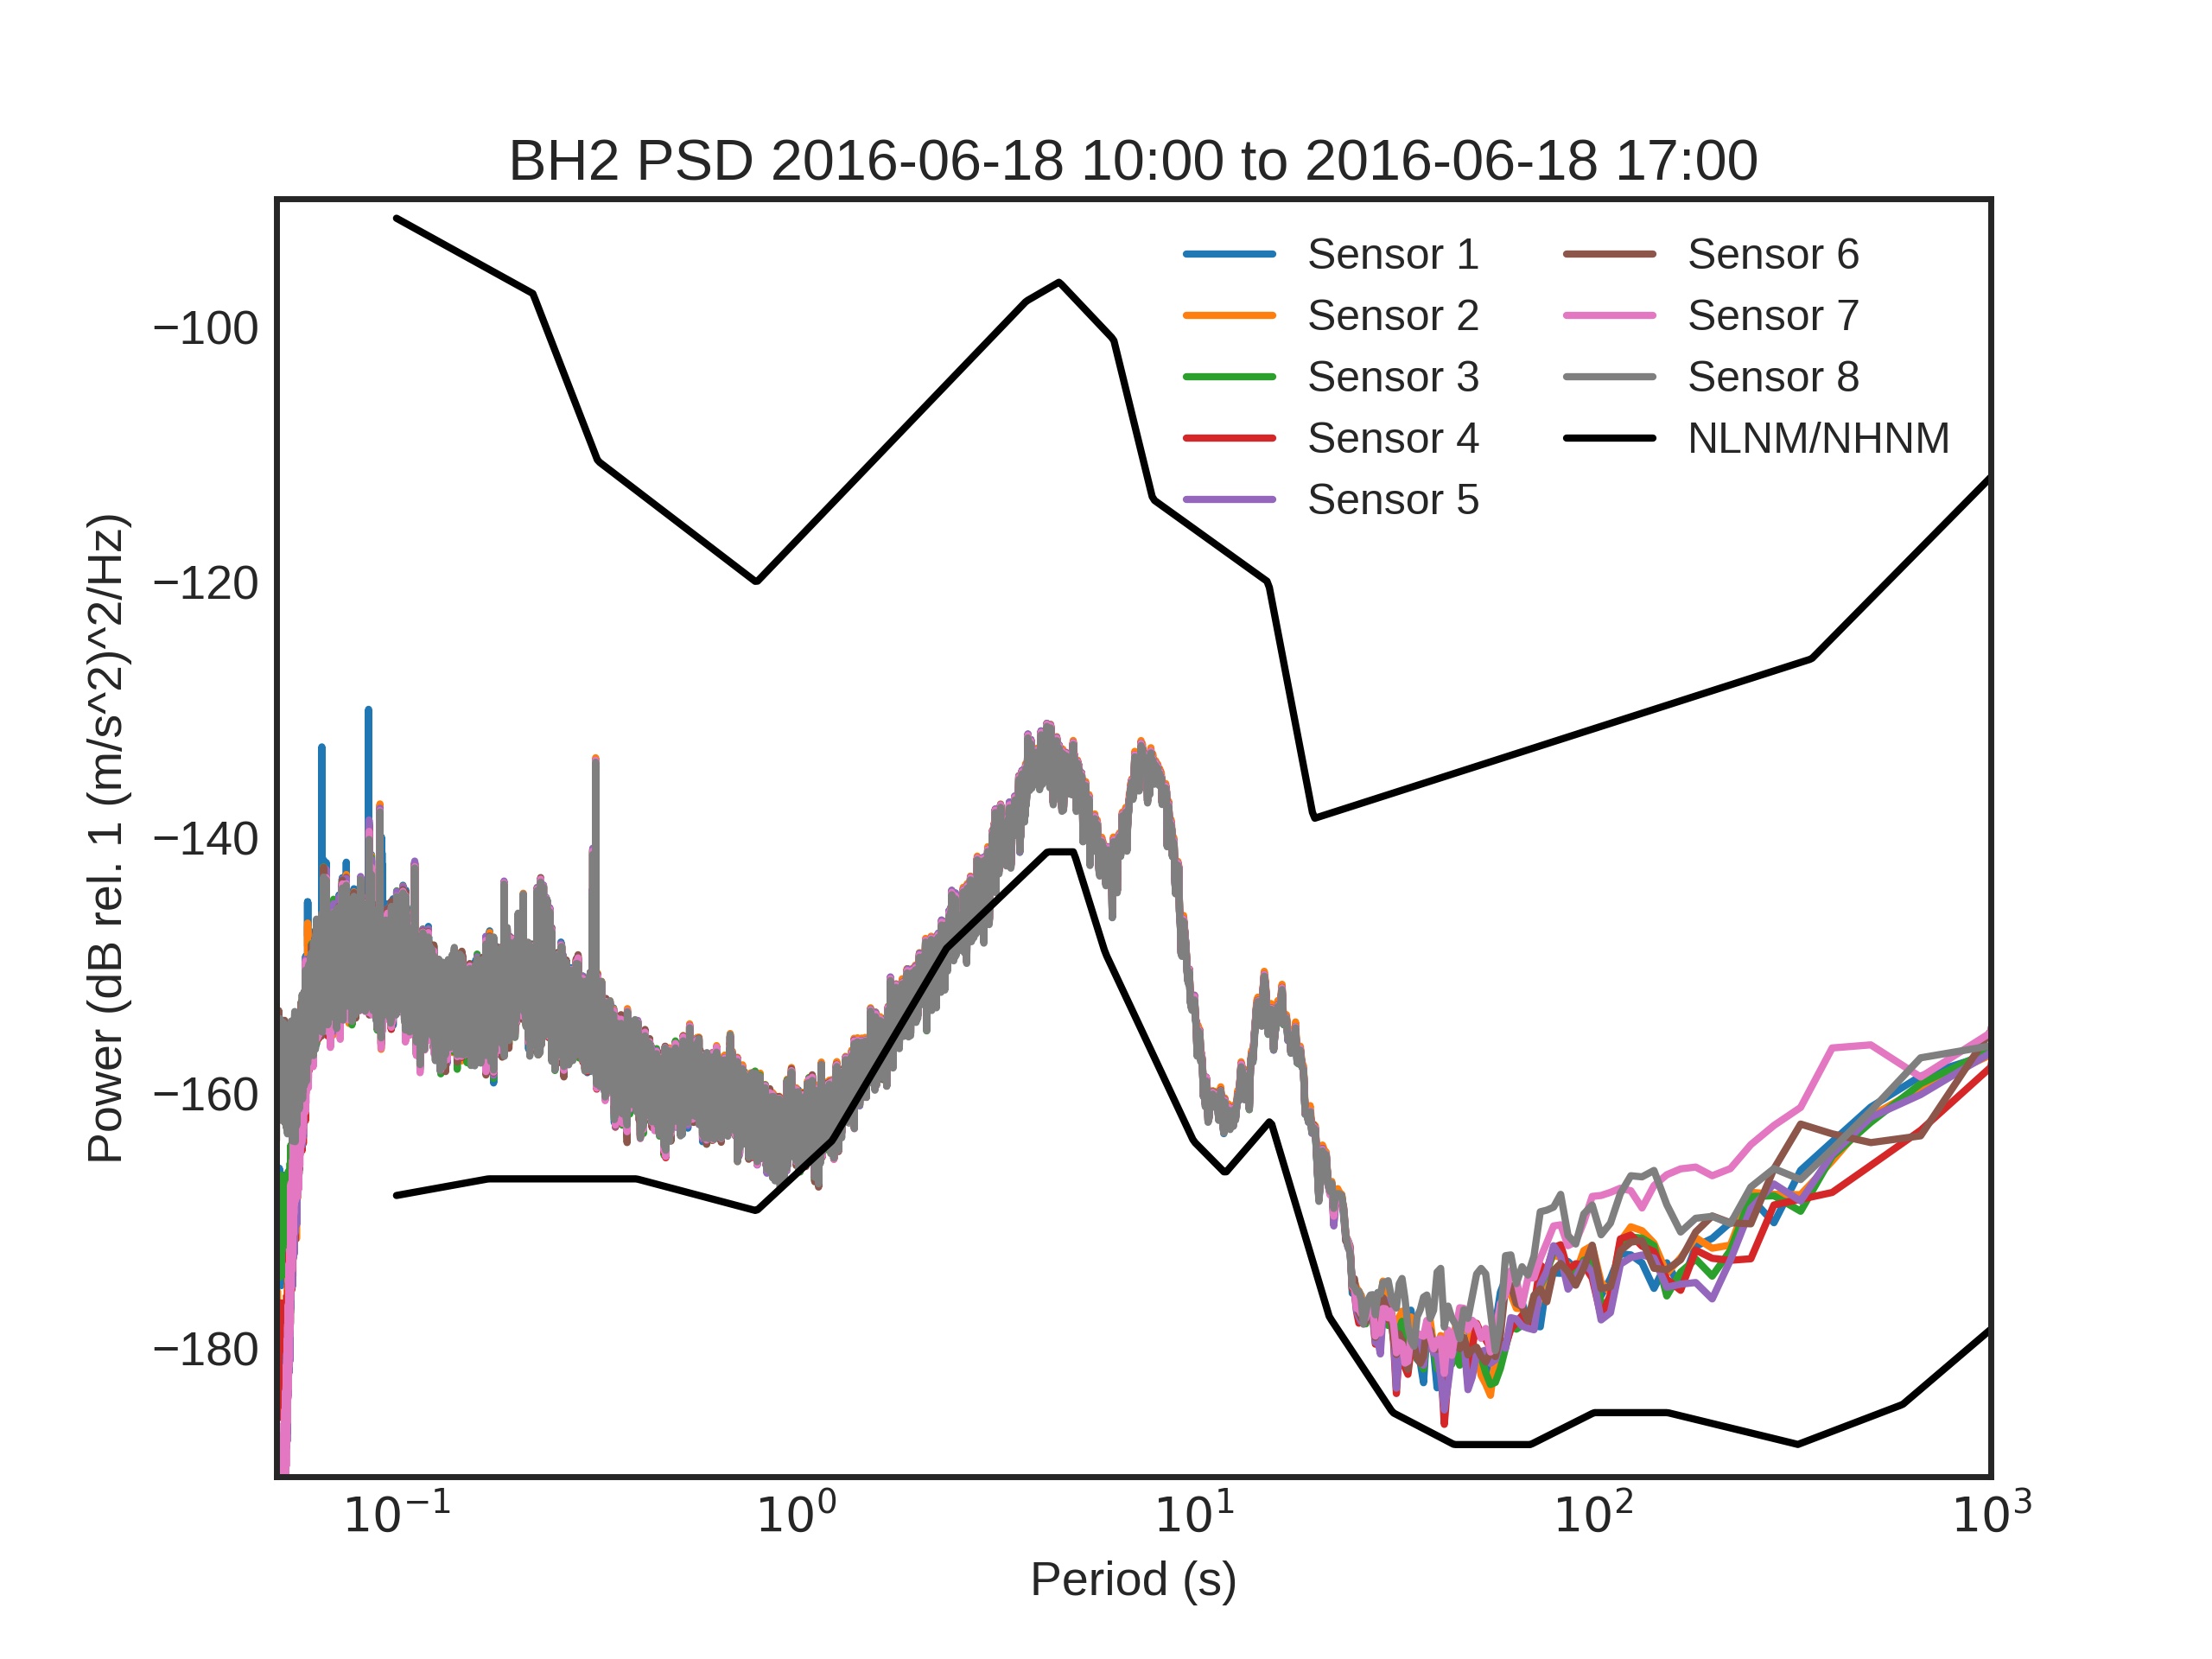 BH2 PSD 2016-06-18 10:00 to 2016-06-18 17:00
Sensor 1
Sensor 2
Sensor 3
Sensor 4
Sensor 5
Sensor 6
Sensor 7
Sensor 8
NLNM/NHNM
Power (dB rel. 1 (m/s^2)^2/Hz)
−100
−120
−140
−160
−180
10⁻¹ 10⁰ 10¹ 10² 10³
Period (s)